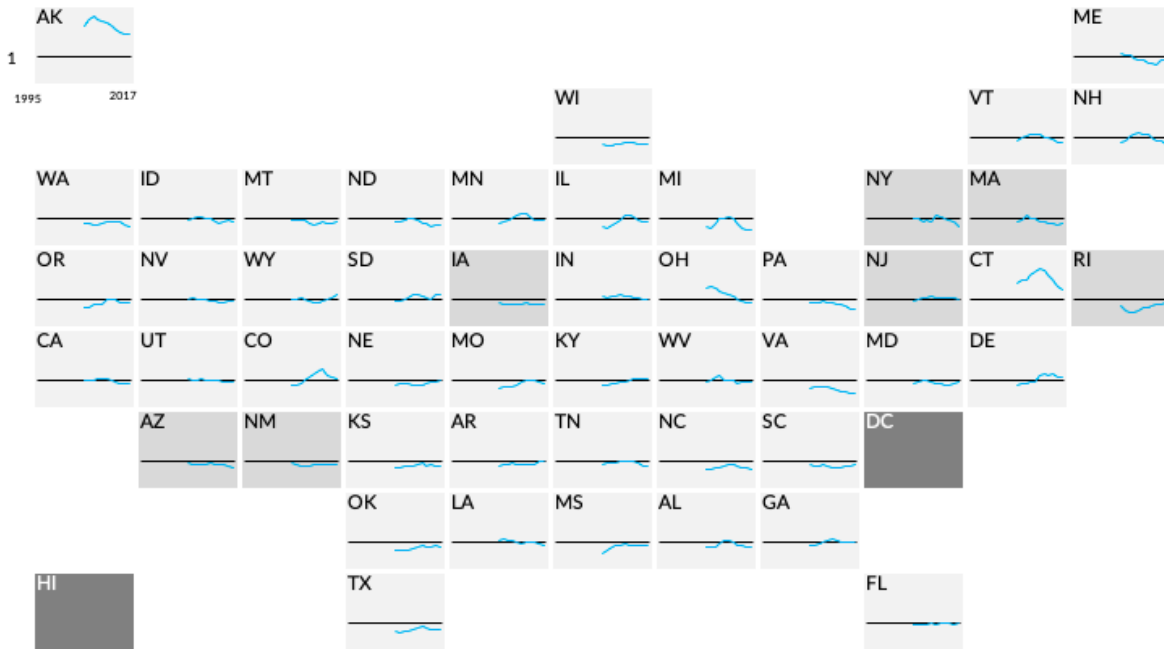 AK ME
1
1995 2017
WI VT NH
WA ID MT ND MN IL MI NY MA
OR NV WY SD IA IN OH PA NJ CT RI
CA UT CO NE MO KY WV VA MD DE
AZ NM KS AR TN NC SC DC
OK LA MS AL GA
HI TX FL